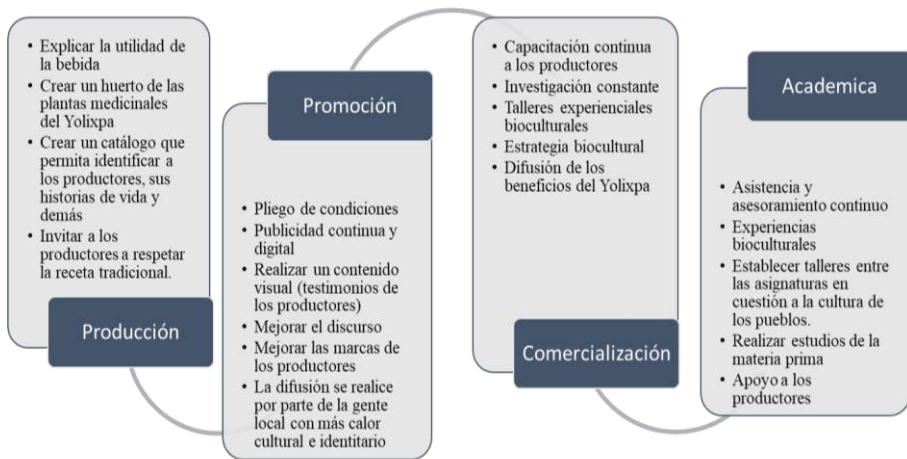 • Explicar la utilidad de
la bebida
• Crear un huerto de las
plantas medicinales
del Yolixpa
• Crear un catálogo que
permita identificar a
los productores, sus
historias de vida y
demás
• Invitar a los
productores a respetar
la receta tradicional.
Producción
Promoción
• Pliego de condiciones
• Publicidad continua y
digital
• Realizar un contenido
visual (testimonios de
los productores)
• Mejorar el discurso
• Mejorar las marcas de
los productores
• La difusión se realice
por parte de la gente
local con más calor
cultural e identitario
• Capacitación continua
a los productores
• Investigación constante
• Talleres experienciales
bioculturales
• Estrategia biocultural
• Difusión de los
beneficios del Yolixpa
Comercialización
Academica
• Asistencia y
asesoramiento continuo
• Experiencias
bioculturales
• Establecer talleres entre
las asignaturas en
cuestión a la cultura de
los pueblos.
• Realizar estudios de la
materia prima
• Apoyo a los
productores